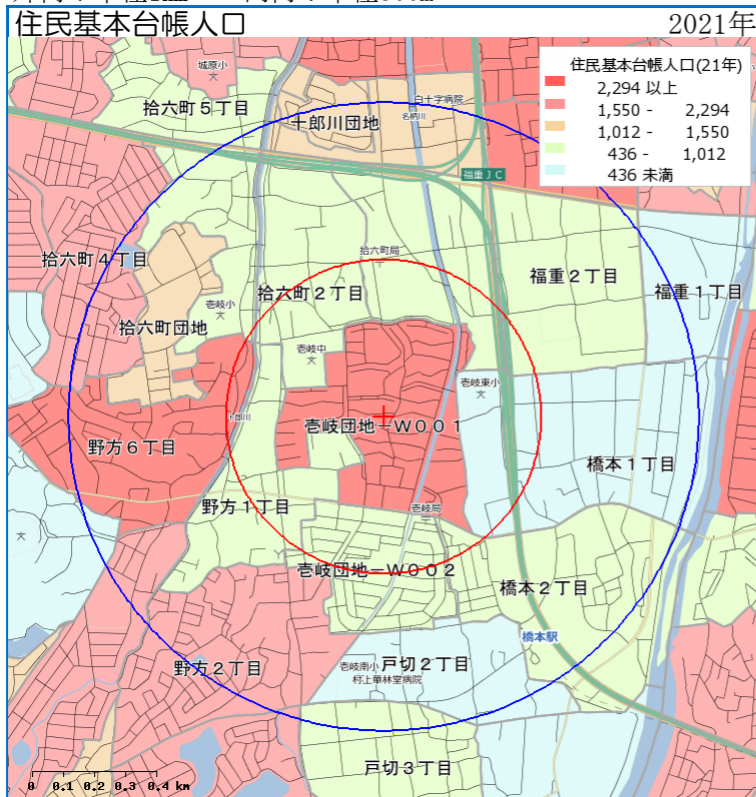 住民基本台帳人口
2021年
住民基本台帳人口(21年)
2,294 以上
1,550 - 2,294
1,012 - 1,550
436 - 1,012
436 未満
城原小
文
拾六町5丁目
十郎川団地
白十字病院
名柄川
福重JC
拾六町局
拾六町4丁目
福重2丁目
福重1丁目
拾六町2丁目
壱岐小
文
拾六町団地
壱岐中
文
壱岐東小
文
十郎川
壱岐団地-W001
野方6丁目
橋本1丁目
野方1丁目
壱岐局
文
壱岐団地-W002
橋本2丁目
橋本駅
野方2丁目
壱岐南小
文
戸切2丁目
村上華林堂病院
戸切3丁目
0 0.1 0.2 0.3 0.4 km